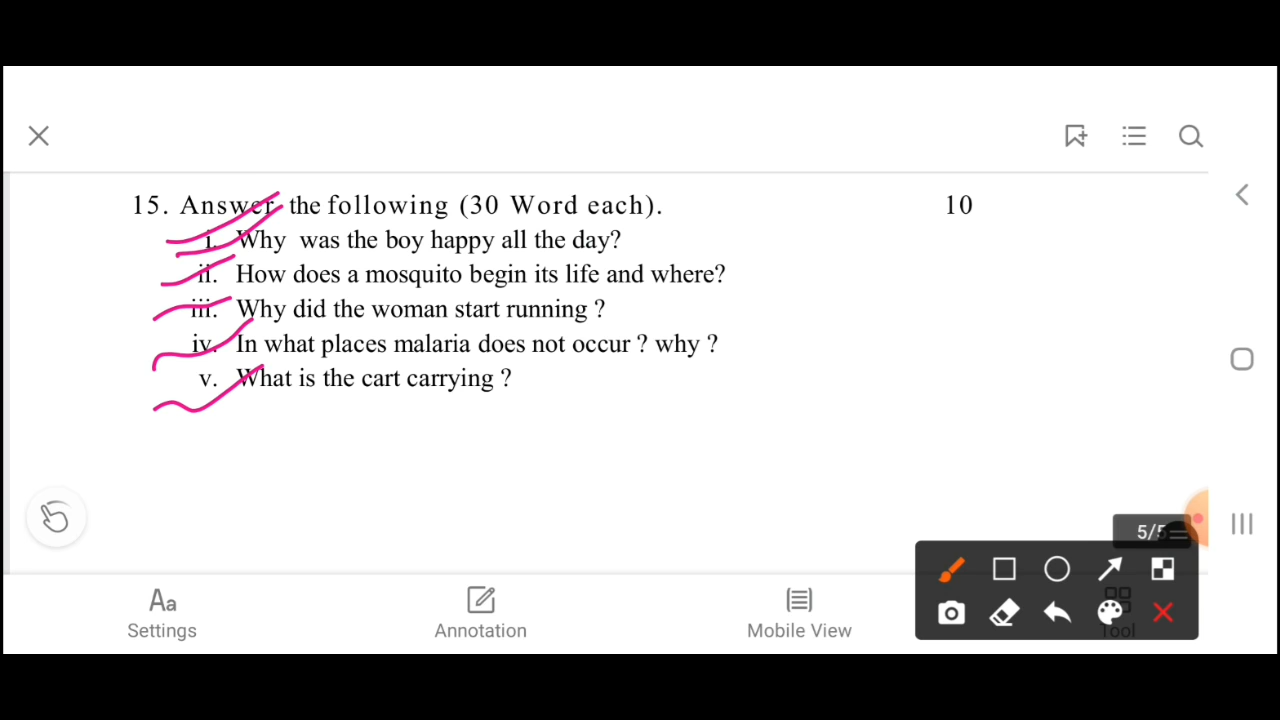 15. Answer the following (30 Word each). 10
i. Why was the boy happy all the day?
ii. How does a mosquito begin its life and where?
iii. Why did the woman start running ?
iv. In what places malaria does not occur ? why ?
v. What is the cart carrying ?
5/5
Aa
Settings
Annotation
Mobile View
Tool